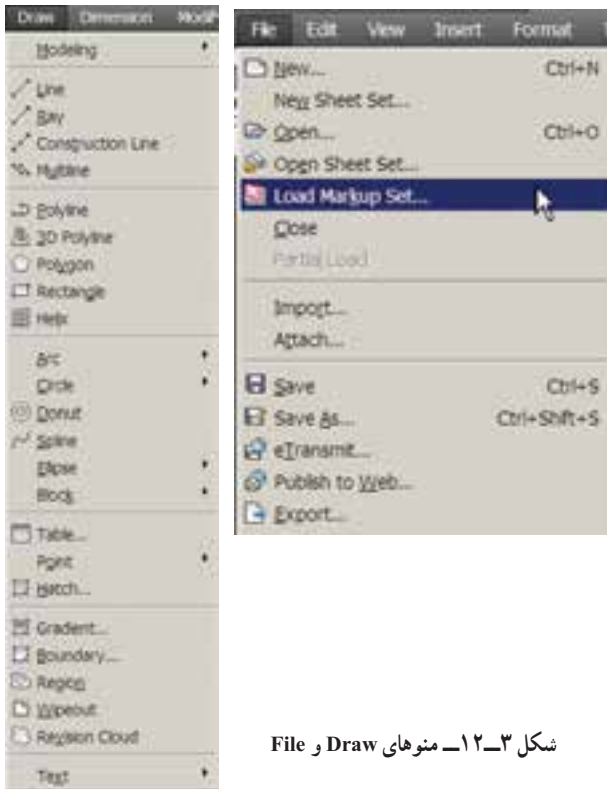 Draw Dimension Modif
Modeling
Line
Ray
Construction Line
Multiline
Polyline
3D Polyline
Polygon
Rectangle
Helix
Arc
Circle
Donut
Spline
Ellipse
Block
Table...
Point
Hatch...
Gradient...
Boundary...
Region
Wipeout
Revision Cloud
Text
File Edit View Insert Format
New... Ctrl+N
New Sheet Set...
Open... Ctrl+O
Open Sheet Set...
Load Markup Set...
Close
Partial Load
Import...
Attach...
Save Ctrl+S
Save As... Ctrl+Shift+S
eTransmit...
Publish to Web...
Export...
شکل ۳ــ۱۲ــ منوهای Draw و File